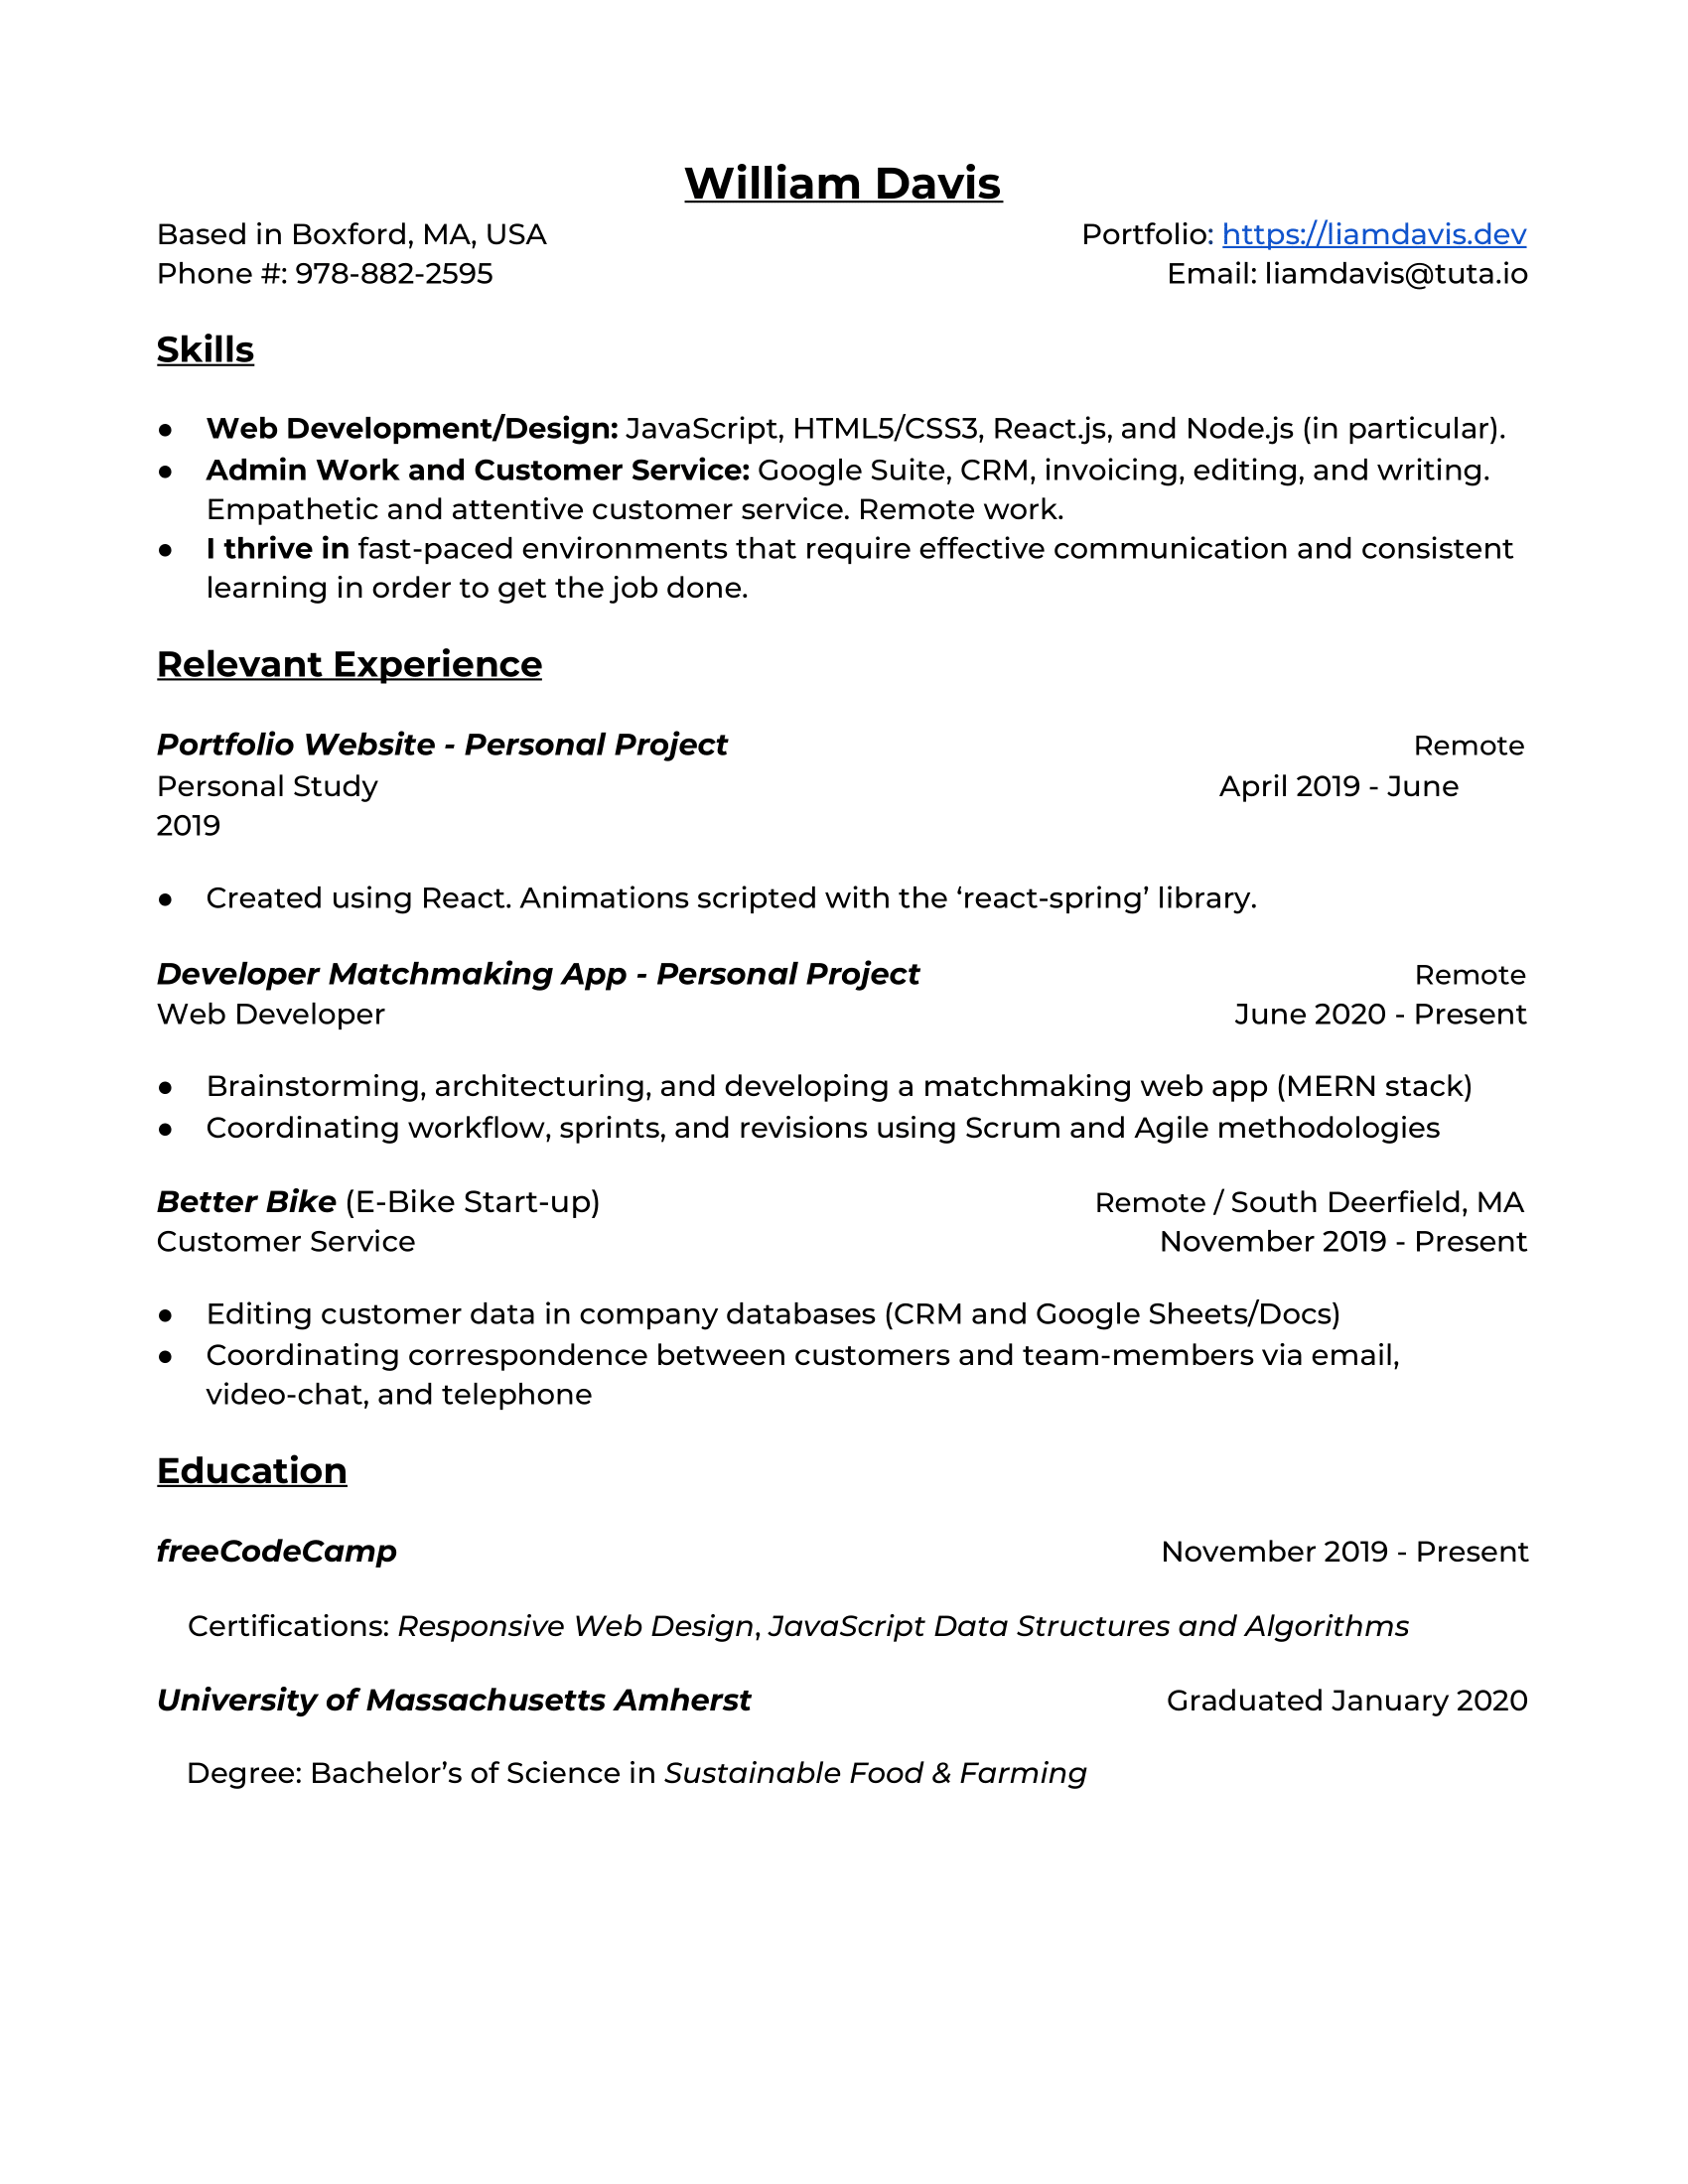 William Davis
Based in Boxford, MA, USA Portfolio: https://liamdavis.dev
Phone #: 978-882-2595 Email: liamdavis@tuta.io
Skills
● Web Development/Design: JavaScript, HTML5/CSS3, React.js, and Node.js (in particular).
● Admin Work and Customer Service: Google Suite, CRM, invoicing, editing, and writing.
Empathetic and attentive customer service. Remote work.
● I thrive in fast-paced environments that require effective communication and consistent
learning in order to get the job done.
Relevant Experience
Portfolio Website - Personal Project Remote
Personal Study April 2019 - June
2019
● Created using React. Animations scripted with the ‘react-spring’ library.
Developer Matchmaking App - Personal Project Remote
Web Developer June 2020 - Present
● Brainstorming, architecturing, and developing a matchmaking web app (MERN stack)
● Coordinating workflow, sprints, and revisions using Scrum and Agile methodologies
Better Bike (E-Bike Start-up) Remote / South Deerfield, MA
Customer Service November 2019 - Present
● Editing customer data in company databases (CRM and Google Sheets/Docs)
● Coordinating correspondence between customers and team-members via email,
video-chat, and telephone
Education
freeCodeCamp November 2019 - Present
Certifications: Responsive Web Design, JavaScript Data Structures and Algorithms
University of Massachusetts Amherst Graduated January 2020
Degree: Bachelor’s of Science in Sustainable Food & Farming